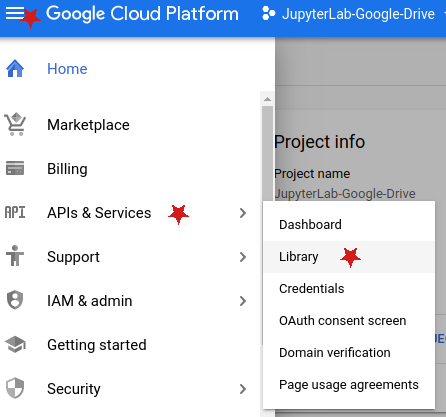 Google Cloud Platform
JupyterLab-Google-Drive
Home
Marketplace
Billing
API
APIs & Services
Support
IAM & admin
Getting started
Security
Project info
Project name
JupyterLab-Google-Drive
Dashboard
Library
Credentials
OAuth consent screen
Domain verification
Page usage agreements